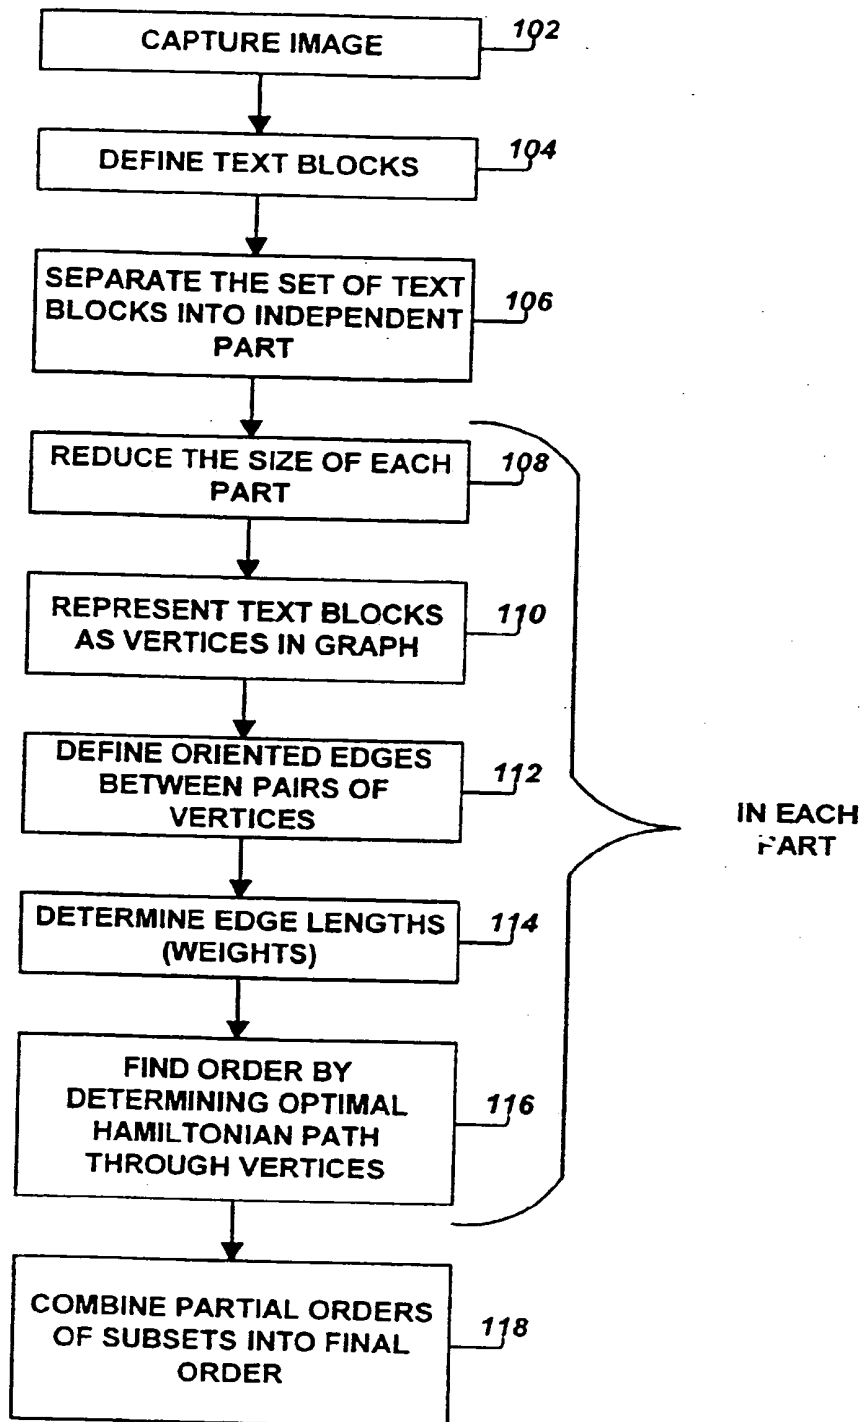 CAPTURE IMAGE
102
DEFINE TEXT BLOCKS
104
SEPARATE THE SET OF TEXT
BLOCKS INTO INDEPENDENT
PART
106
REDUCE THE SIZE OF EACH
PART
108
REPRESENT TEXT BLOCKS
AS VERTICES IN GRAPH
110
DEFINE ORIENTED EDGES
BETWEEN PAIRS OF
VERTICES
112
IN EACH
PART
DETERMINE EDGE LENGTHS
(WEIGHTS)
114
FIND ORDER BY
DETERMINING OPTIMAL
HAMILTONIAN PATH
THROUGH VERTICES
116
COMBINE PARTIAL ORDERS
OF SUBSETS INTO FINAL
ORDER
118